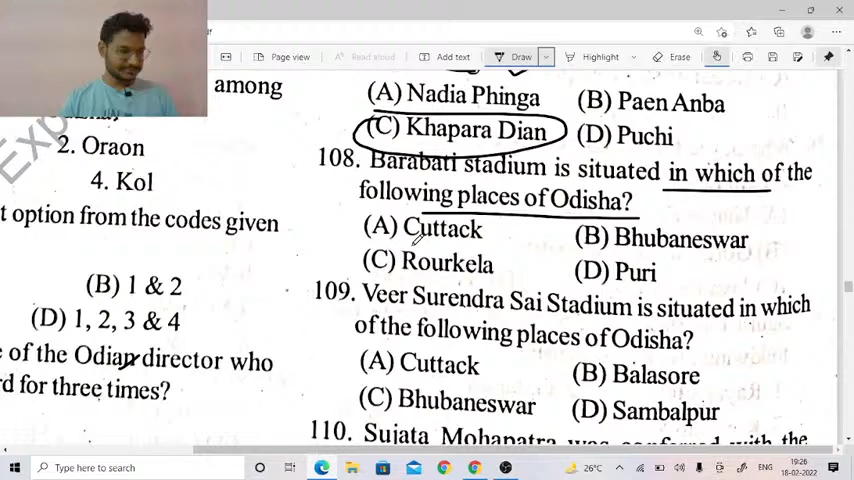 Page view
Read aloud
Add text
Draw
Highlight
Erase
among
2. Oraon
4. Kol
t option from the codes given
(B) 1 & 2
(D) 1, 2, 3 & 4
e of the Odian director who
rd for three times?
(A) Nadia Phinga (B) Paen Anba
(C) Khapara Dian (D) Puchi
108. Barabati stadium is situated in which of the
following places of Odisha?
(A) Cuttack (B) Bhubaneswar
(C) Rourkela (D) Puri
109. Veer Surendra Sai Stadium is situated in which
of the following places of Odisha?
(A) Cuttack (B) Balasore
(C) Bhubaneswar (D) Sambalpur
110. Sujata Mohapatra was conferred with the
Type here to search
26°C
ENG
19:26
18-02-2022